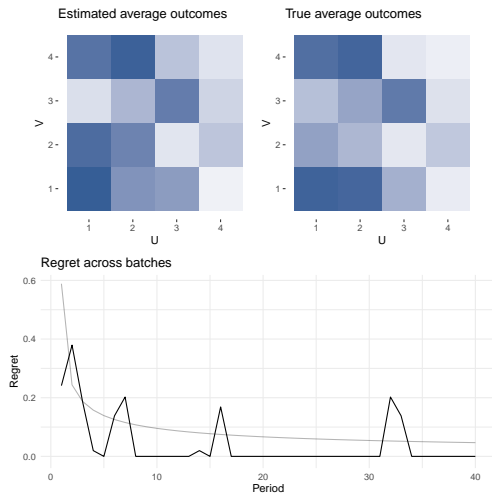 Estimated average outcomes
True average outcomes
4
3
2
1
V
1 2 3 4
U
4
3
2
1
V
1 2 3 4
U
Regret across batches
0.6
0.4
0.2
0.0
Regret
0 10 20 30 40
Period